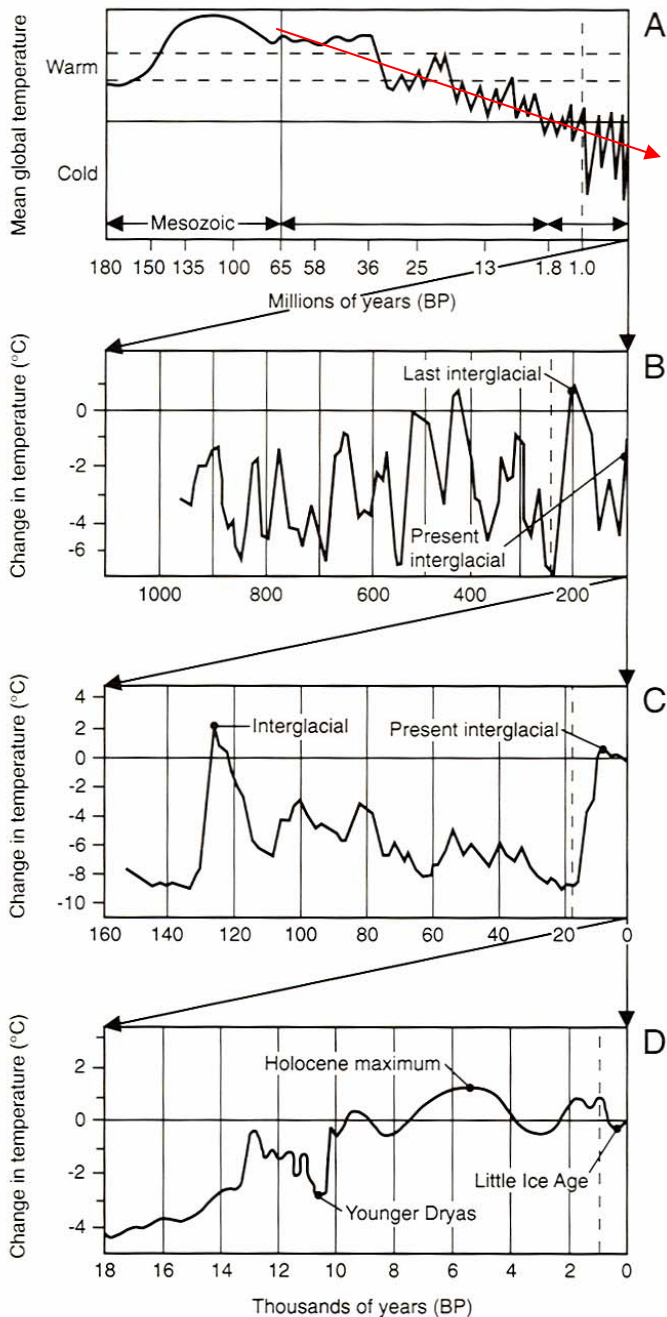 A
Mean global temperature
Warm
Cold
Mesozoic
180 150 135 100 65 58 36 25 13 1.8 1.0
Millions of years (BP)
B
Change in temperature (°C)
Last interglacial
0
-2
-4
Present
interglacial
-6
1000 800 600 400 200
C
Change in temperature (°C)
4
2
Interglacial
Present interglacial
0
-4
-6
-8
-10
160 140 120 100 80 60 40 20 0
D
Change in temperature (°C)
2
Holocene maximum
0
-2
Little Ice Age
Younger Dryas
-4
18 16 14 12 10 8 6 4 2 0
Thousands of years (BP)